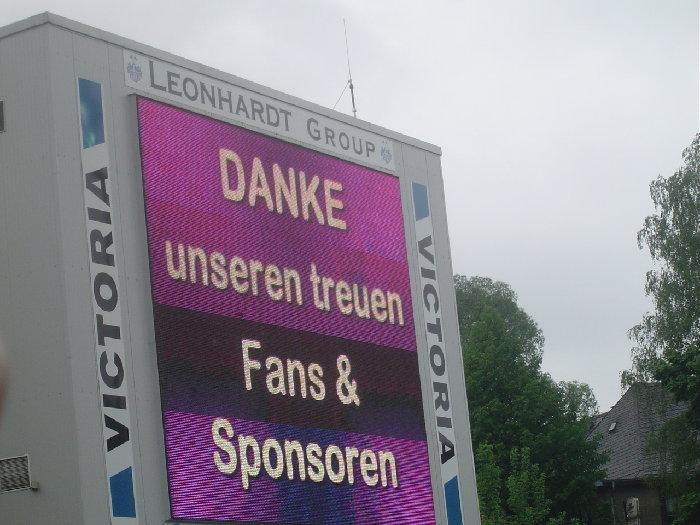 LEONHARDT GROUP
VICTORIA
DANKE
unseren treuen
Fans &
Sponsoren
VICTORIA